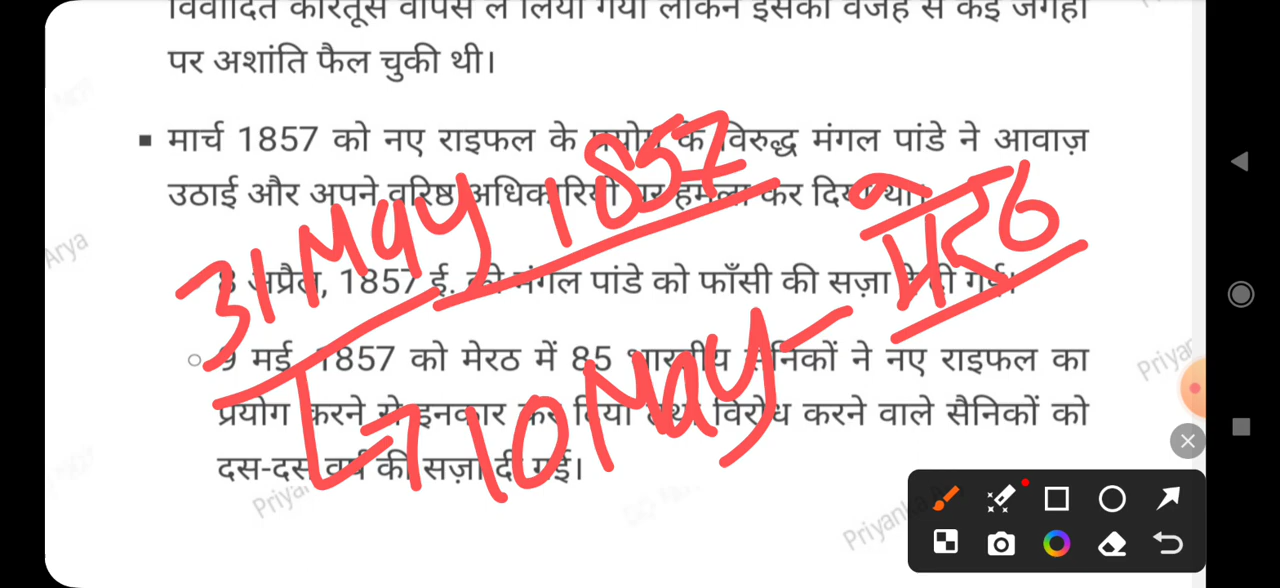 विवादित कारतूस वापस ले लिया गया लेकिन इसकी वजह से कई जगहों
पर अशांति फैल चुकी थी।
मार्च 1857 को नए राइफल के प्रयोग के विरुद्ध मंगल पांडे ने आवाज़
उठाई और अपने वरिष्ठ अधिकारियों पर हमला कर दिया था।
31 May 1857
मेरठ
8 अप्रैल, 1857 ई. को मंगल पांडे को फाँसी की सज़ा दे दी गई।
9 मई, 1857 को मेरठ में 85 भारतीय सैनिकों ने नए राइफल का
प्रयोग करने से इनकार कर दिया तथा विरोध करने वाले सैनिकों को
दस-दस वर्ष की सज़ा दी गई।
10 May -
Arya
Priyanka